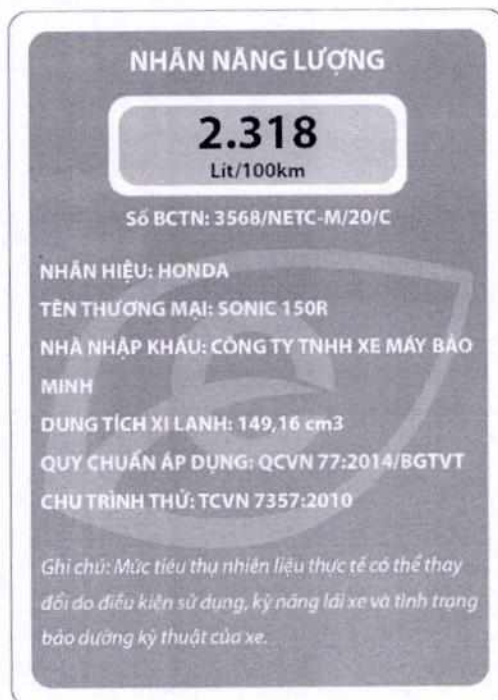 NHÃN NĂNG LƯỢNG
2.318
Lít/100km
Số BCTN: 3568/NETC-M/20/C
NHÃN HIỆU: HONDA
TÊN THƯƠNG MẠI: SONIC 150R
NHÀ NHẬP KHẨU: CÔNG TY TNHH XE MÁY BẢO
MINH
DUNG TÍCH XI LANH: 149,16 cm3
QUY CHUẨN ÁP DỤNG: QCVN 77:2014/BGTVT
CHU TRÌNH THỬ: TCVN 7357:2010
Ghi chú: Mức tiêu thụ nhiên liệu thực tế có thể thay
đổi do điều kiện sử dụng, kỹ năng lái xe và tình trạng
bảo dưỡng kỹ thuật của xe.